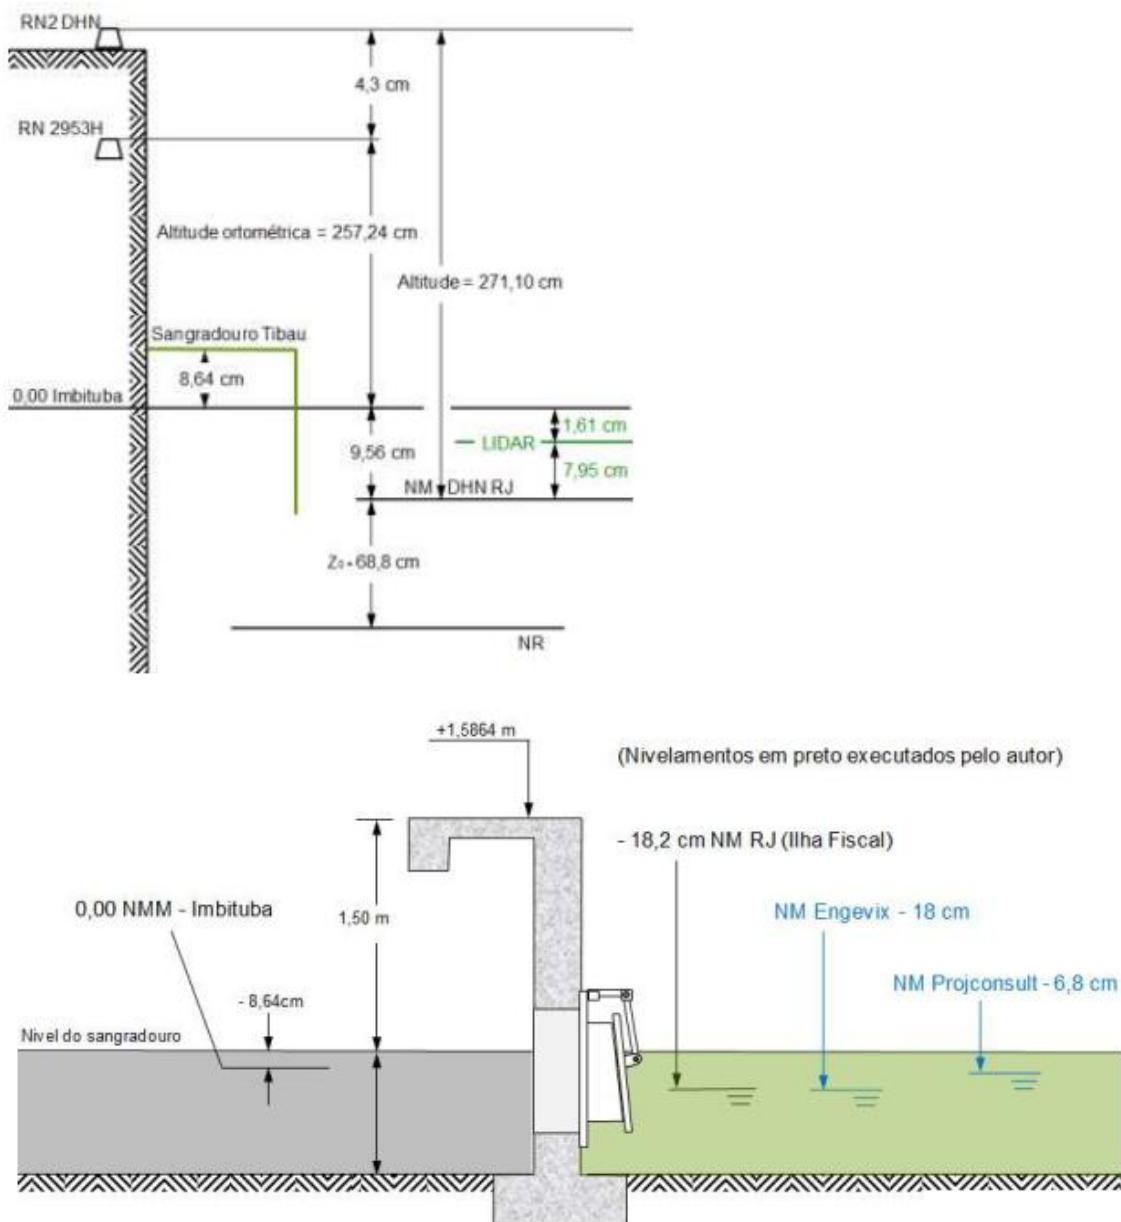 RN2 DHN
4,3 cm
RN 2953H
Altitude ortométrica = 257,24 cm
Altitude = 271,10 cm
Sangradouro Tibau
8,64 cm
0,00 Imbituba
1,61 cm
LIDAR
9,56 cm
7,95 cm
NM DHN RJ
Z₀ = 68,8 cm
NR
+1,5864 m
(Nivelamentos em preto executados pelo autor)
- 18,2 cm NM RJ (Ilha Fiscal)
0,00 NMM - Imbituba
1,50 m
NM Engevix - 18 cm
NM Projconsult - 6,8 cm
- 8,64cm
Nivel do sangradouro